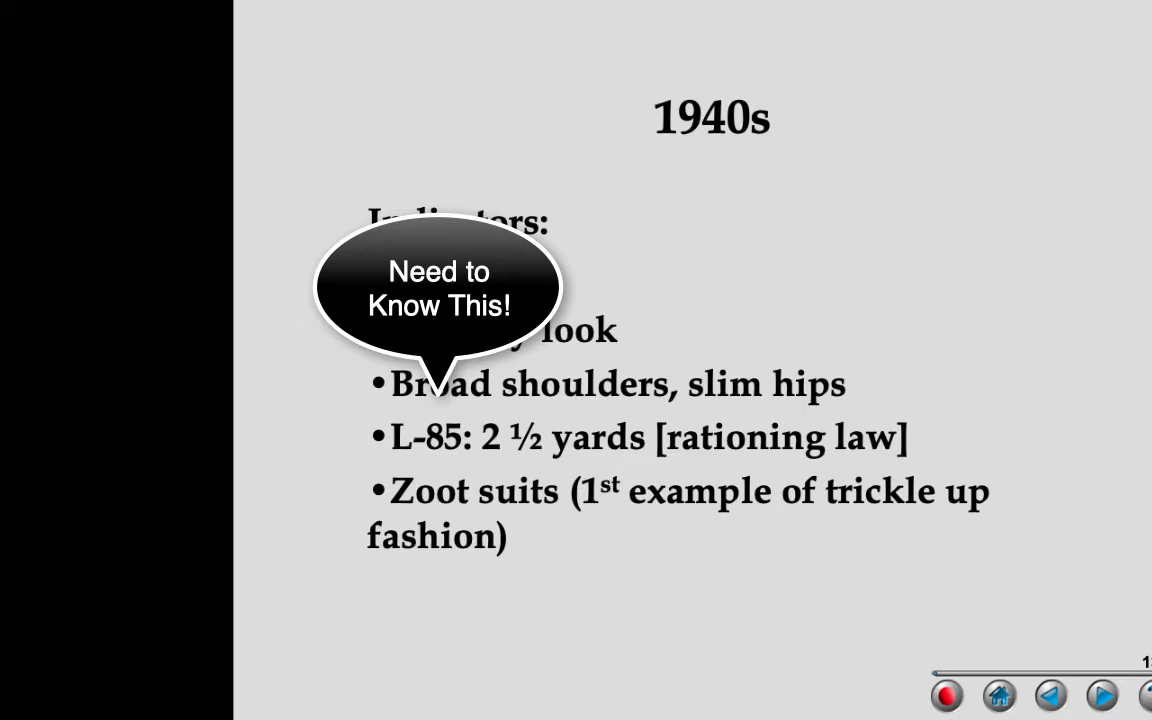 1940s
Need to
Know This!
look
•Broad shoulders, slim hips
•L-85: 2 ½ yards [rationing law]
•Zoot suits (1st example of trickle up
fashion)